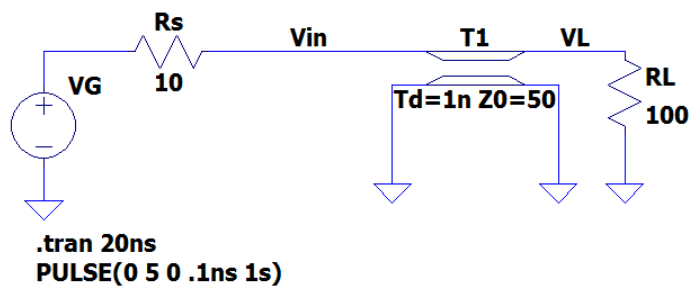 Rs
Vin
T1
VL
VG
10
RL
Td=1n Z0=50
100
.tran 20ns
PULSE(0 5 0 .1ns 1s)